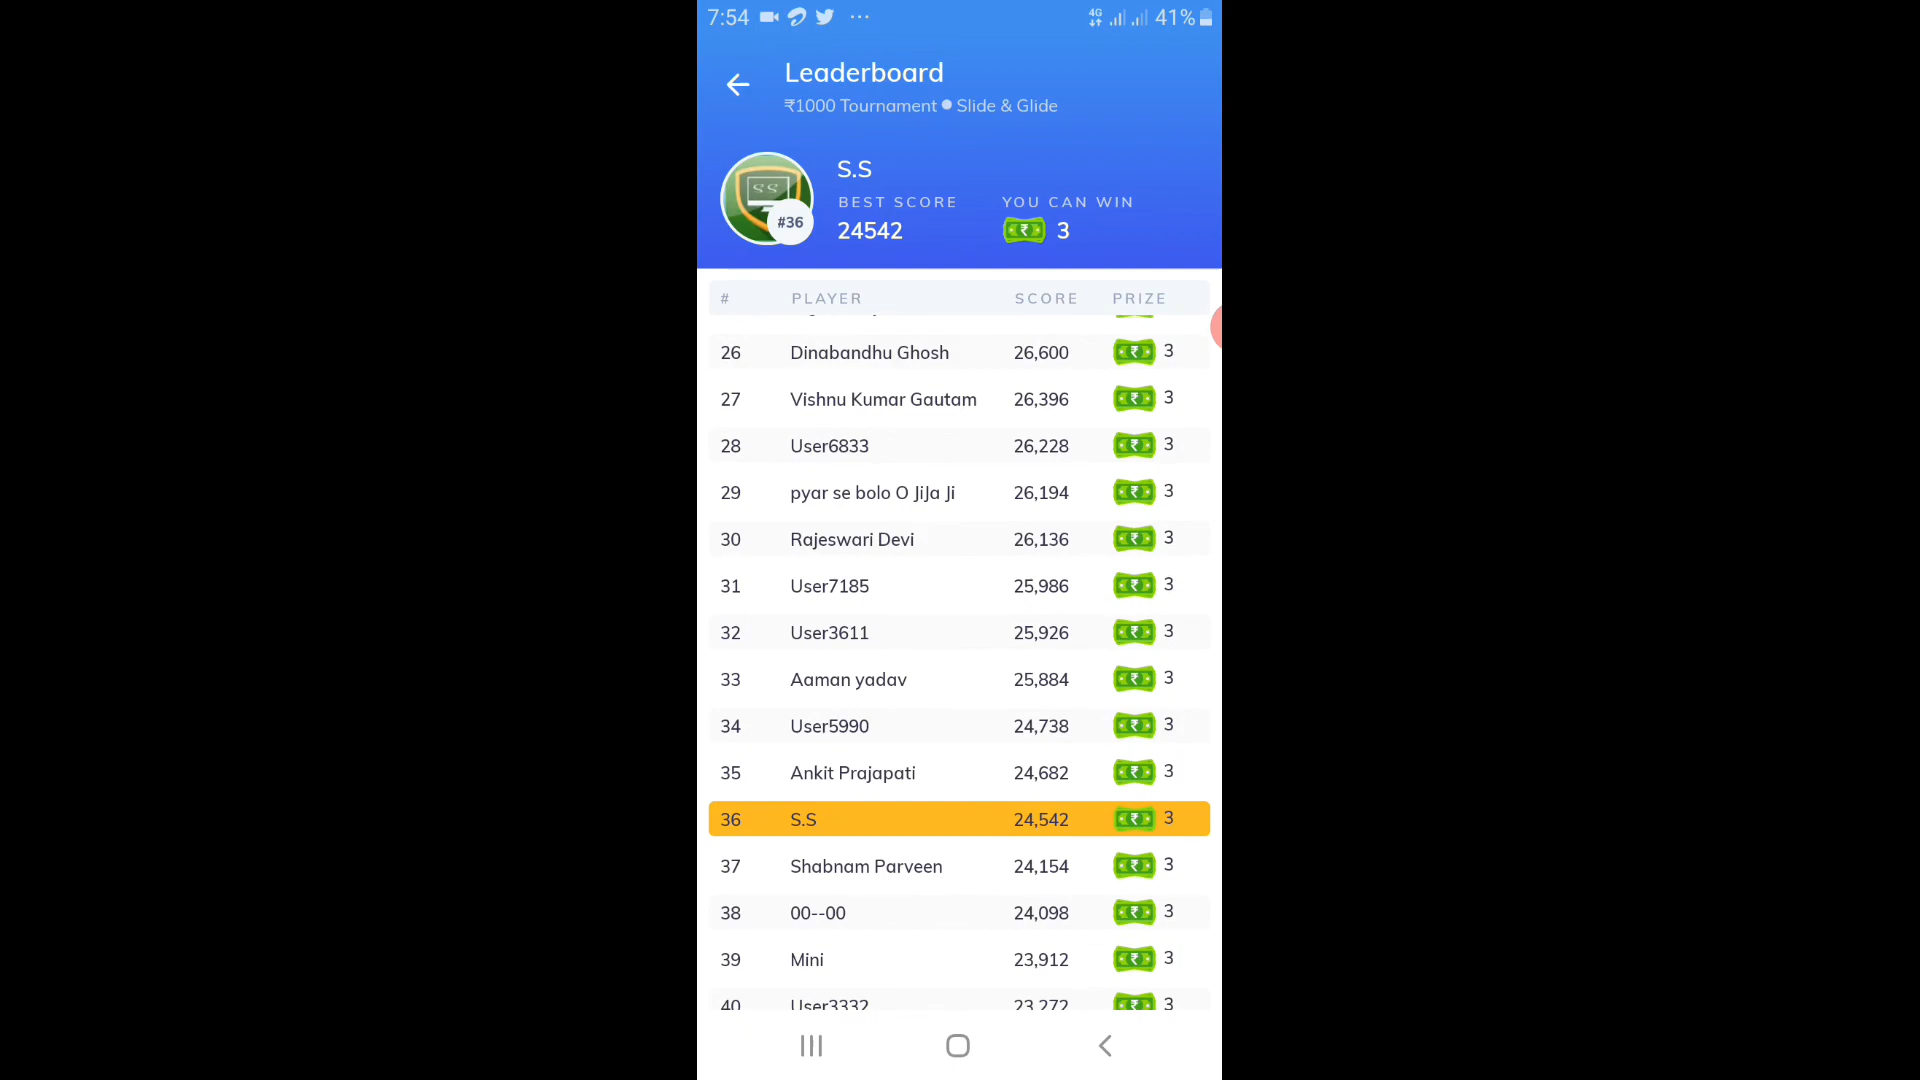 7:54 4G 41%
Leaderboard
₹1000 Tournament ● Slide & Glide
S.S
SS
#36
BEST SCORE YOU CAN WIN
24542 ₹ 3
# PLAYER SCORE PRIZE
26 Dinabandhu Ghosh 26,600 ₹ 3
27 Vishnu Kumar Gautam 26,396 ₹ 3
28 User6833 26,228 ₹ 3
29 pyar se bolo O JiJa Ji 26,194 ₹ 3
30 Rajeswari Devi 26,136 ₹ 3
31 User7185 25,986 ₹ 3
32 User3611 25,926 ₹ 3
33 Aaman yadav 25,884 ₹ 3
34 User5990 24,738 ₹ 3
35 Ankit Prajapati 24,682 ₹ 3
36 S.S 24,542 ₹ 3
37 Shabnam Parveen 24,154 ₹ 3
38 00--00 24,098 ₹ 3
39 Mini 23,912 ₹ 3
40 User3332 23,272 ₹ 3